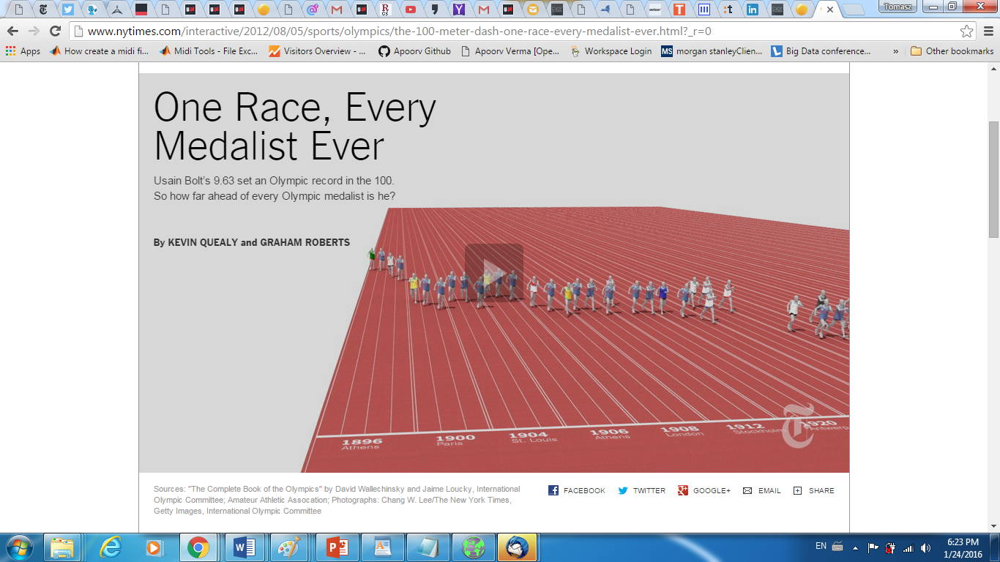 Tomasz
www.nytimes.com/interactive/2012/08/05/sports/olympics/the-100-meter-dash-one-race-every-medalist-ever.html?_r=0
Apps How create a midi fi... Midi Tools - File Exc... Visitors Overview - ... Apoorv Github Apoorv Verma [Ope... Workspace Login MS morgan stanleyClien... Big Data conference... » Other bookmarks
One Race, Every
Medalist Ever
Usain Bolt's 9.63 set an Olympic record in the 100.
So how far ahead of every Olympic medalist is he?
By KEVIN QUEALY and GRAHAM ROBERTS
1896 1900 1904 1906 1908 1912 1920
Athens Paris St. Louis Athens London Stockholm Antwerp
Sources: "The Complete Book of the Olympics" by David Wallechinsky and Jaime Loucky, International
Olympic Committee; Amateur Athletic Assocation; Photographs: Chang W. Lee/The New York Times,
Getty Images, International Olympic Committee
FACEBOOK TWITTER GOOGLE+ EMAIL SHARE
EN 6:23 PM
1/24/2016